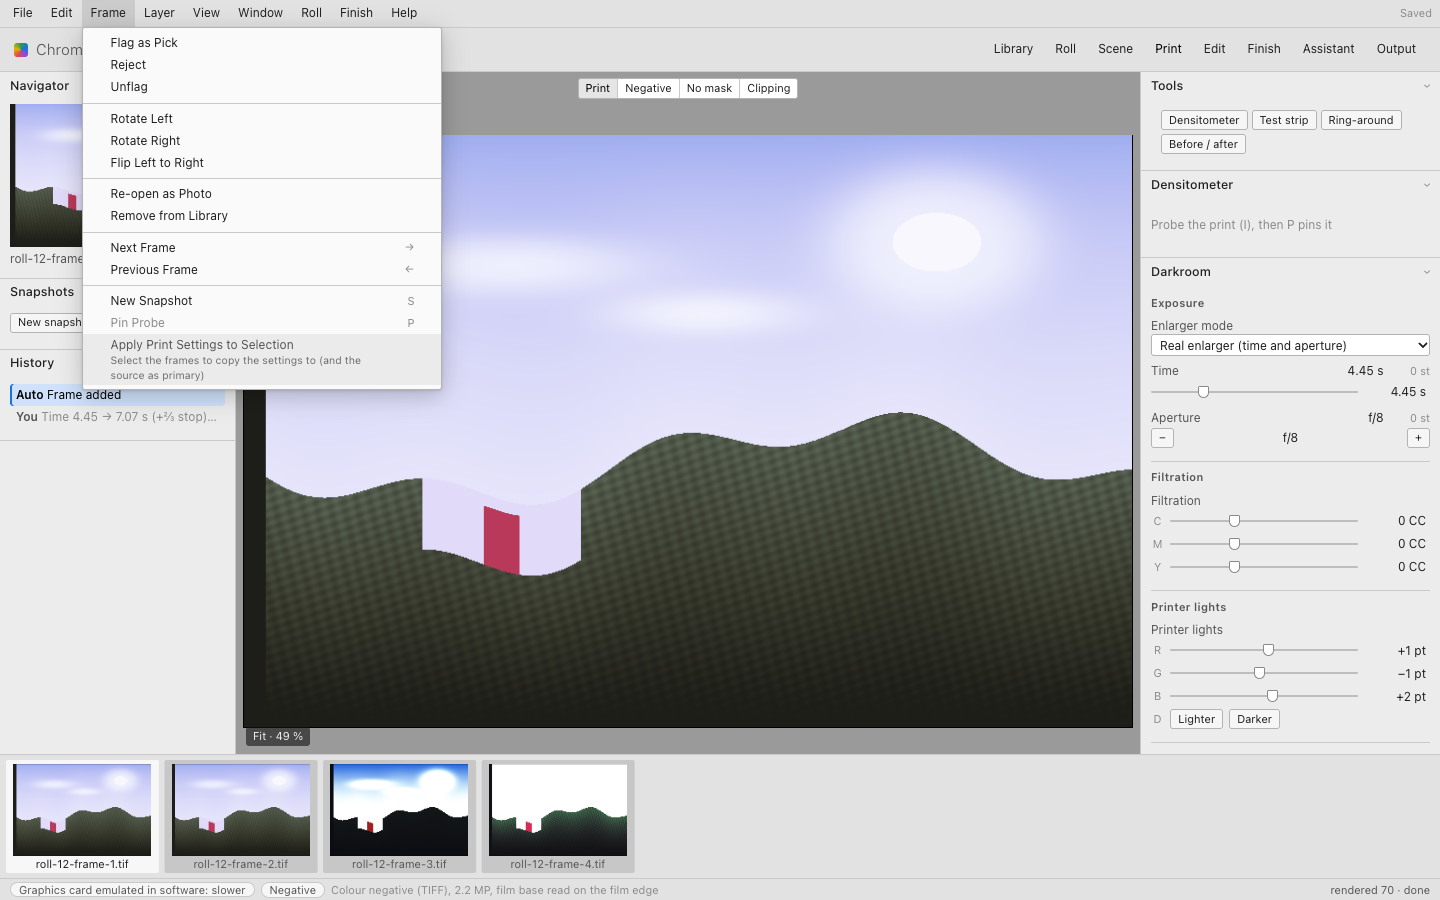 File Edit Frame Layer View Window Roll Finish Help Saved
Chrom
Library Roll Scene Print Edit Finish Assistant Output
Navigator
roll-12-frame
Snapshots
New snapsh
History
Auto Frame added
You Time 4.45 → 7.07 s (+⅔ stop)…
Flag as Pick
Reject
Unflag
Rotate Left
Rotate Right
Flip Left to Right
Re-open as Photo
Remove from Library
Next Frame →
Previous Frame ←
New Snapshot S
Pin Probe P
Apply Print Settings to Selection
Select the frames to copy the settings to (and the
source as primary)
Print Negative No mask Clipping
Fit · 49 %
Tools
Densitometer Test strip Ring-around
Before / after
Densitometer
Probe the print (I), then P pins it
Darkroom
Exposure
Enlarger mode
Real enlarger (time and aperture)
Time 4.45 s 0 st
4.45 s
Aperture f/8 0 st
− f/8 +
Filtration
Filtration
C 0 CC
M 0 CC
Y 0 CC
Printer lights
Printer lights
R +1 pt
G −1 pt
B +2 pt
D Lighter Darker
roll-12-frame-1.tif roll-12-frame-2.tif roll-12-frame-3.tif roll-12-frame-4.tif
Graphics card emulated in software: slower Negative Colour negative (TIFF), 2.2 MP, film base read on the film edge rendered 70 · done